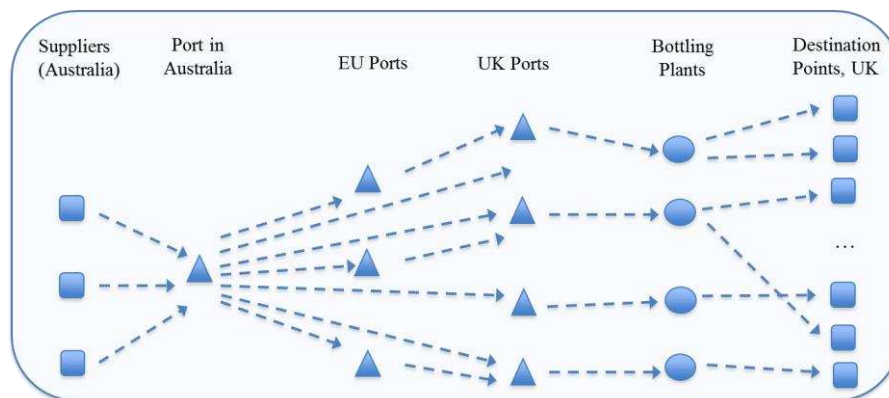 Suppliers
(Australia)
Port in
Australia
EU Ports
UK Ports
Bottling
Plants
Destination
Points, UK
...